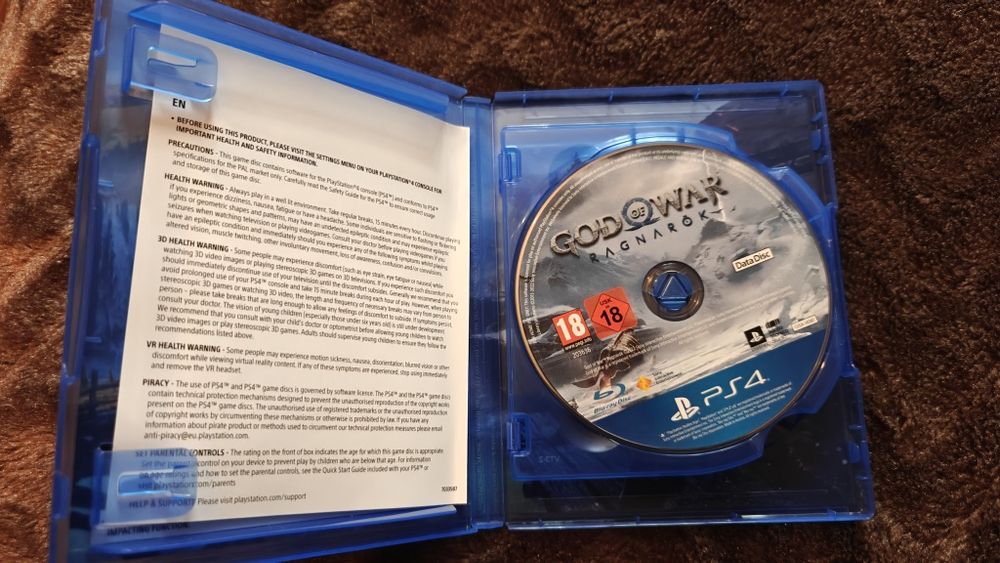 EN
• BEFORE USING THIS PRODUCT, PLEASE VISIT THE SETTINGS MENU ON YOUR PLAYSTATION®4 CONSOLE FOR
IMPORTANT HEALTH AND SAFETY INFORMATION.
PRECAUTIONS - This game disc contains software for the PlayStation®4 console (PS4™) and conforms to PS4™
specifications for the PAL market only. Carefully read the Safety Guide for the PS4™ to ensure correct usage
and storage of this game disc.
HEALTH WARNING - Always play in a well lit environment. Take regular breaks, 15 minutes every hour. Discontinue playing
if you experience dizziness, nausea, fatigue or have a headache. Some individuals are sensitive to flashing or flickering
lights or geometric shapes and patterns, may have an undetected epileptic condition and may experience epileptic
seizures when watching television or playing videogames. Consult your doctor before playing videogames if you
have an epileptic condition and immediately should you experience any of the following symptoms whilst playing:
altered vision, muscle twitching, other involuntary movement, loss of awareness, confusion and/or convulsions.
3D HEALTH WARNING - Some people may experience discomfort (such as eye strain, eye fatigue or nausea) while
watching 3D video images or playing stereoscopic 3D games on 3D televisions. If you experience such discomfort you
should immediately discontinue use of your television until the discomfort subsides. Generally we recommend that you
avoid prolonged use of your PS4™ console and take 15 minute breaks during each hour of play. However, when playing
stereoscopic 3D games or watching 3D video, the length and frequency of necessary breaks may vary from person to
person - please take breaks that are long enough to allow any feelings of discomfort to subside. If symptoms persist,
consult your doctor. The vision of young children (especially those under six years old) is still under development.
We recommend that you consult with your child's doctor or optometrist before allowing young children to watch
3D video images or play stereoscopic 3D games. Adults should supervise young children to ensure they follow the
recommendations listed above.
VR HEALTH WARNING - Some people may experience motion sickness, nausea, disorientation, blurred vision or other
discomfort while viewing virtual reality content. If any of these symptoms are experienced, stop using immediately
and remove the VR headset.
PIRACY - The use of PS4™ and PS4™ game discs is governed by software licence. The PS4™ and the PS4™ game discs
contain technical protection mechanisms designed to prevent the unauthorised reproduction of the copyright works
present on the PS4™ game discs. The unauthorised use of registered trademarks or the unauthorised reproduction
of copyright works by circumventing these mechanisms or otherwise is prohibited by law. If you have any
information about pirate product or methods used to circumvent our technical protection measures please email
anti-piracy@eu.playstation.com.
SET PARENTAL CONTROLS - The rating on the front of box indicates the age for which this game disc is appropriate.
Set the parental control on your device to prevent play by children who are below that age. For information
on age ratings and how to set the parental controls, see the Quick Start Guide included with your PS4™ or
visit playstation.com/parents
HELP & SUPPORT? Please visit playstation.com/support
7033587
IMPACTING FUNCTION
GOD OF WAR
RAGNARÖK
Data Disc
18
www.pegi.info
USK
18
Blu-ray Disc
PS4